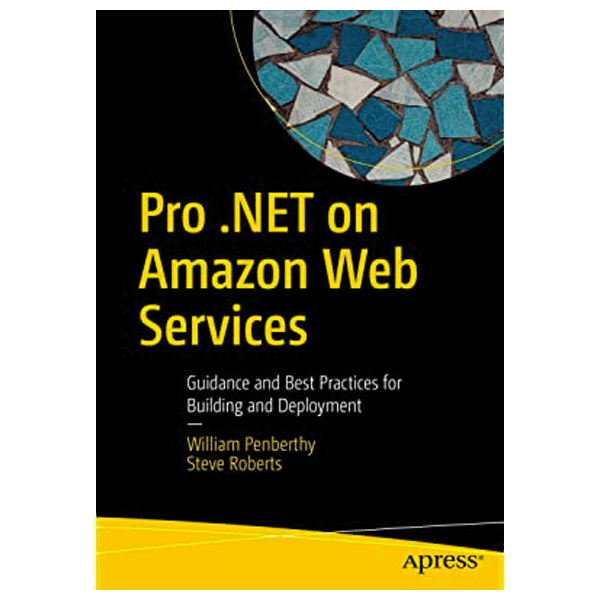 Pro .NET on
Amazon Web
Services
Guidance and Best Practices for
Building and Deployment
—
William Penberthy
Steve Roberts
Apress®